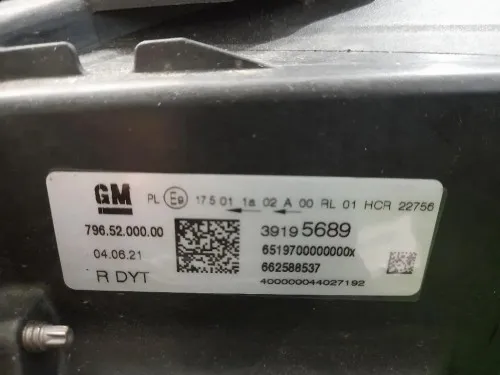 GM PL E9 17 5 01 1a 02 A 00 RL 01 HCR 22756
796.52.000.00 39195689
6519700000000X
04.06.21 662588537
R DYT 400000044027192